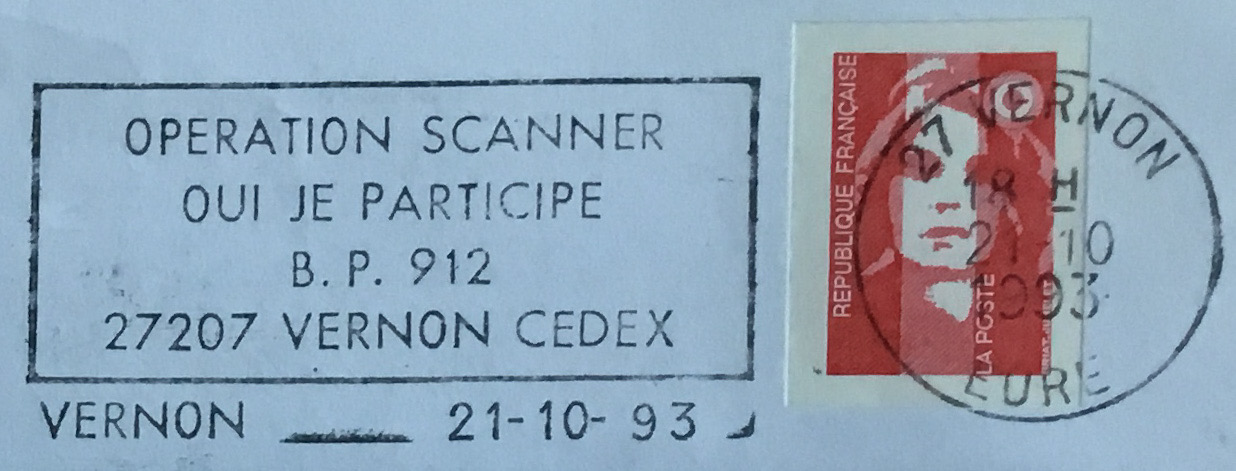 OPERATION SCANNER
OUI JE PARTICIPE
B. P. 912
27207 VERNON CEDEX
VERNON 21-10-93
REPUBLIQUE FRANÇAISE
LA POSTE
27 VERNON
18 H
21-10
1993
EURE